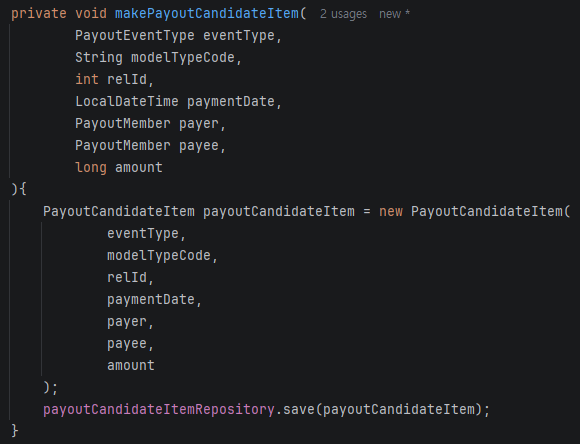 private void makePayoutCandidateItem( 2 usages new *
        PayoutEventType eventType,
        String modelTypeCode,
        int relId,
        LocalDateTime paymentDate,
        PayoutMember payer,
        PayoutMember payee,
        long amount
){
    PayoutCandidateItem payoutCandidateItem = new PayoutCandidateItem(
            eventType,
            modelTypeCode,
            relId,
            paymentDate,
            payer,
            payee,
            amount
    );
    payoutCandidateItemRepository.save(payoutCandidateItem);
}